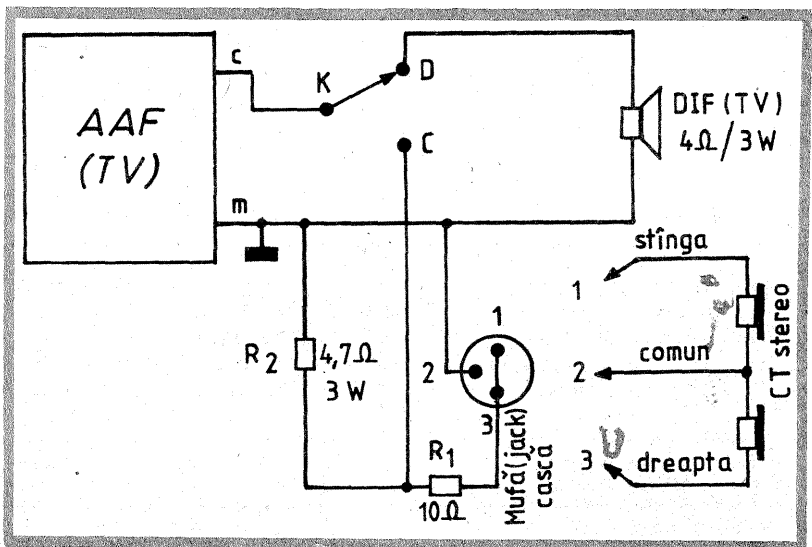 AAF
(TV)
c
K
D
C
m
DIF (TV)
4Ω/3W
R2
4,7Ω
3W
1
2
3
R1
10Ω
Mufă (jack)
cască
stînga
1
comun
2
3
dreapta
CT stereo